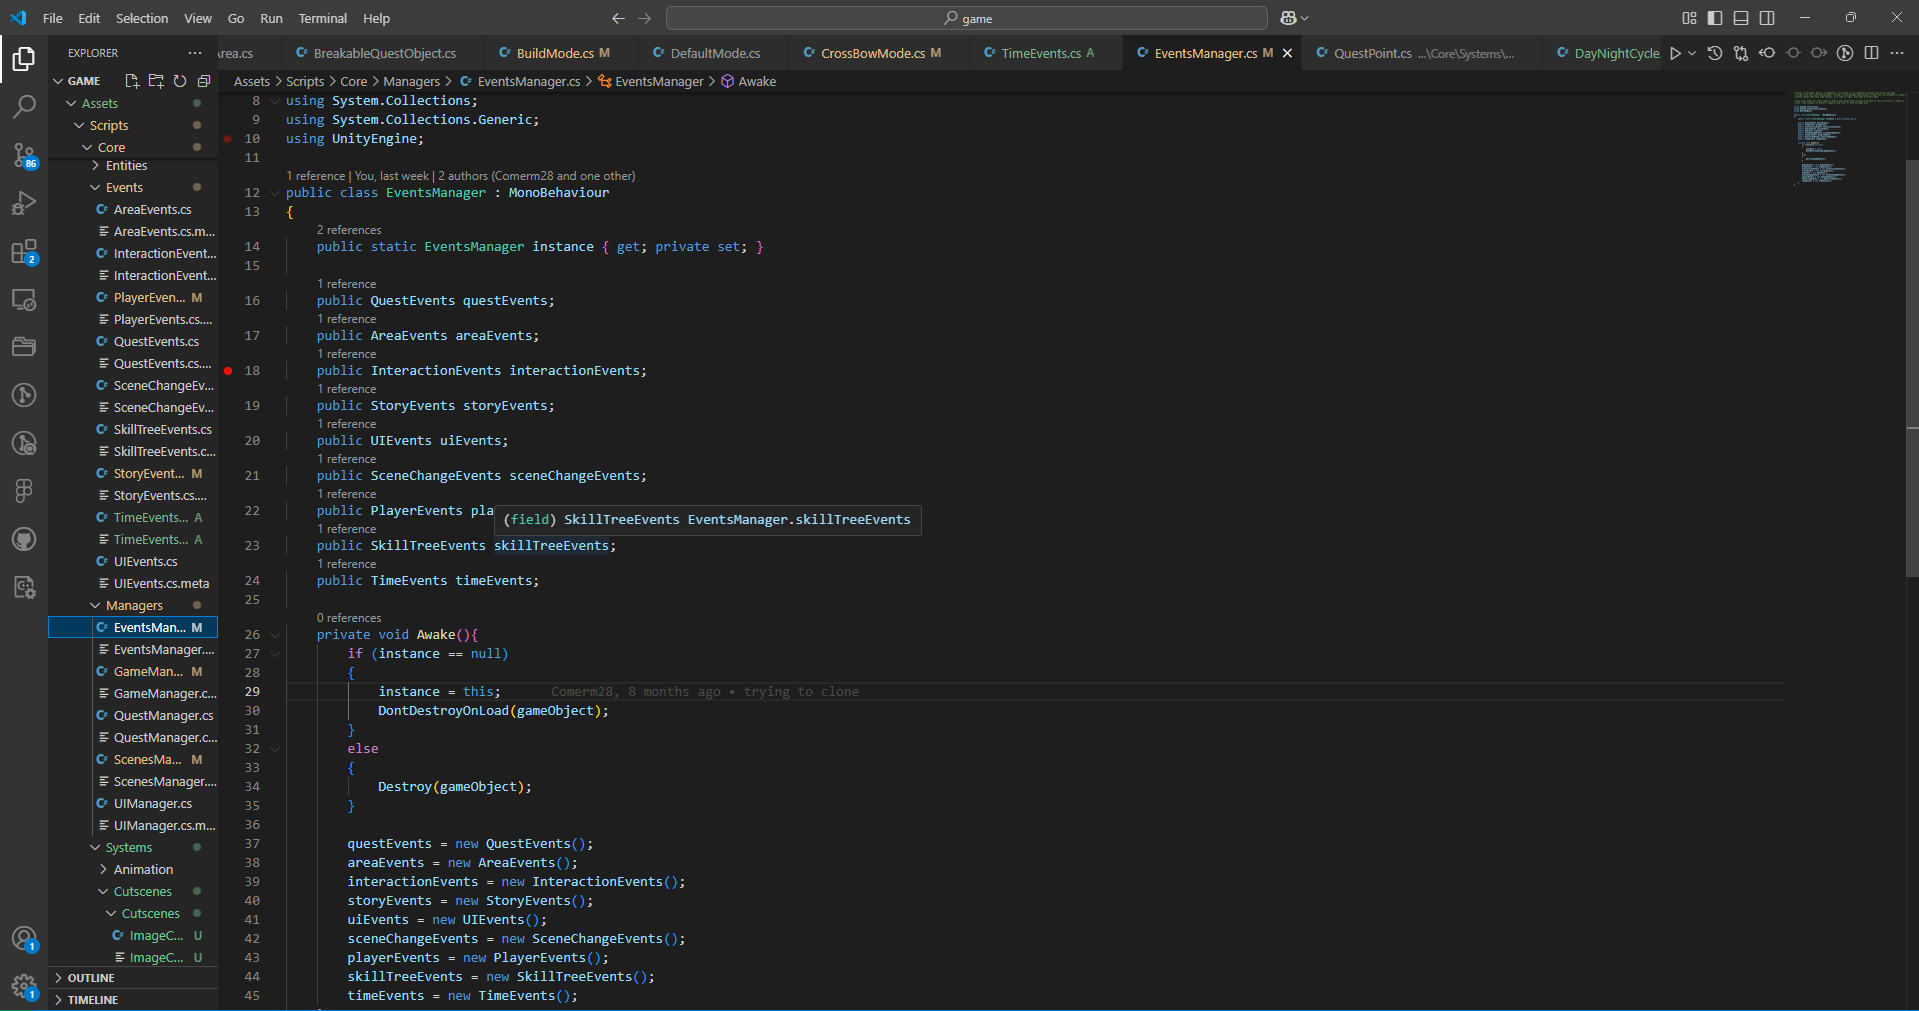 File Edit Selection View Go Run Terminal Help
game
EXPLORER
Area.cs BreakableQuestObject.cs BuildMode.cs M DefaultMode.cs CrossBowMode.cs M TimeEvents.cs A EventsManager.cs M QuestPoint.cs ...\Core\Systems\... DayNightCycle.
GAME
Assets > Scripts > Core > Managers > EventsManager.cs > EventsManager > Awake
Assets
Scripts
Core
Entities
Events
AreaEvents.cs
AreaEvents.cs.m...
InteractionEvent...
InteractionEvent...
PlayerEven... M
PlayerEvents.cs....
QuestEvents.cs
QuestEvents.cs....
SceneChangeEv...
SceneChangeEv...
SkillTreeEvents.cs
SkillTreeEvents.c...
StoryEvent... M
StoryEvents.cs....
TimeEvents... A
TimeEvents... A
UIEvents.cs
UIEvents.cs.meta
Managers
EventsMan... M
EventsManager....
GameMan... M
GameManager.c...
QuestManager.cs
QuestManager.c...
ScenesMa... M
ScenesManager....
UIManager.cs
UIManager.cs.m...
Systems
Animation
Cutscenes
Cutscenes
ImageC... U
ImageC... U
OUTLINE
TIMELINE
86
2
1
1
8 using System.Collections;
9 using System.Collections.Generic;
10 using UnityEngine;
11
1 reference | You, last week | 2 authors (Comerm28 and one other)
12 public class EventsManager : MonoBehaviour
13 {
2 references
14 public static EventsManager instance { get; private set; }
15
1 reference
16 public QuestEvents questEvents;
1 reference
17 public AreaEvents areaEvents;
1 reference
18 public InteractionEvents interactionEvents;
1 reference
19 public StoryEvents storyEvents;
1 reference
20 public UIEvents uiEvents;
1 reference
21 public SceneChangeEvents sceneChangeEvents;
1 reference
22 public PlayerEvents pla
(field) SkillTreeEvents EventsManager.skillTreeEvents
1 reference
23 public SkillTreeEvents skillTreeEvents;
1 reference
24 public TimeEvents timeEvents;
25
0 references
26 private void Awake(){
27 if (instance == null)
28 {
29 instance = this; Comerm28, 8 months ago • trying to clone
30 DontDestroyOnLoad(gameObject);
31 }
32 else
33 {
34 Destroy(gameObject);
35 }
36
37 questEvents = new QuestEvents();
38 areaEvents = new AreaEvents();
39 interactionEvents = new InteractionEvents();
40 storyEvents = new StoryEvents();
41 uiEvents = new UIEvents();
42 sceneChangeEvents = new SceneChangeEvents();
43 playerEvents = new PlayerEvents();
44 skillTreeEvents = new SkillTreeEvents();
45 timeEvents = new TimeEvents();